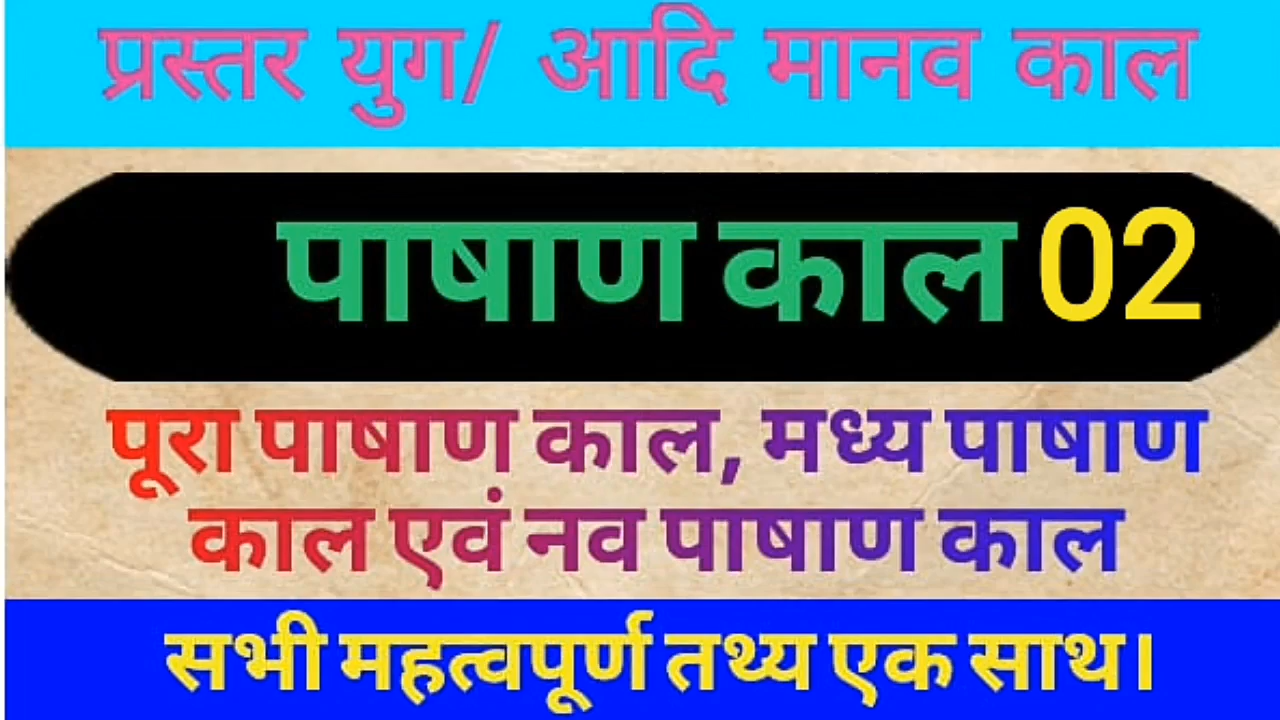 प्रस्तर युग/ आदि मानव काल
पाषाण काल 02
पूरा पाषाण काल, मध्य पाषाण
काल एवं नव पाषाण काल
सभी महत्वपूर्ण तथ्य एक साथ।